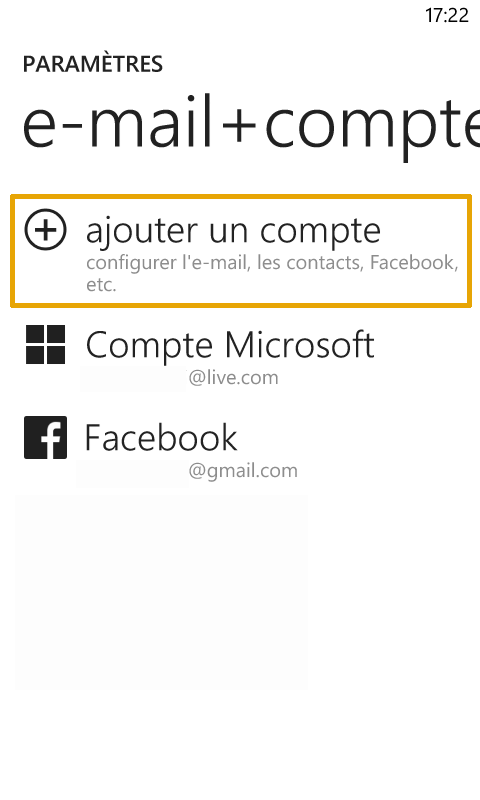 17:22
PARAMÈTRES
e-mail+compte
ajouter un compte
configurer l'e-mail, les contacts, Facebook,
etc.
Compte Microsoft
@live.com
Facebook
@gmail.com